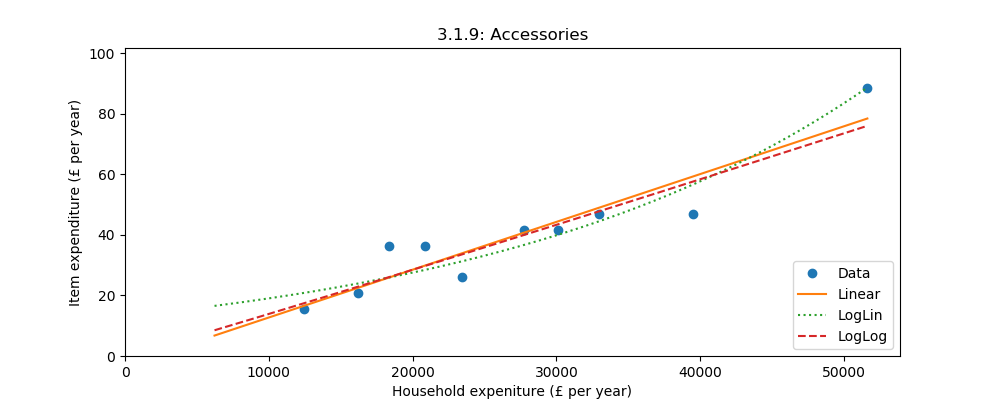 3.1.9: Accessories
Item expenditure (£ per year)
100
80
60
40
20
0
0 10000 20000 30000 40000 50000
Household expeniture (£ per year)
Data
Linear
LogLin
LogLog